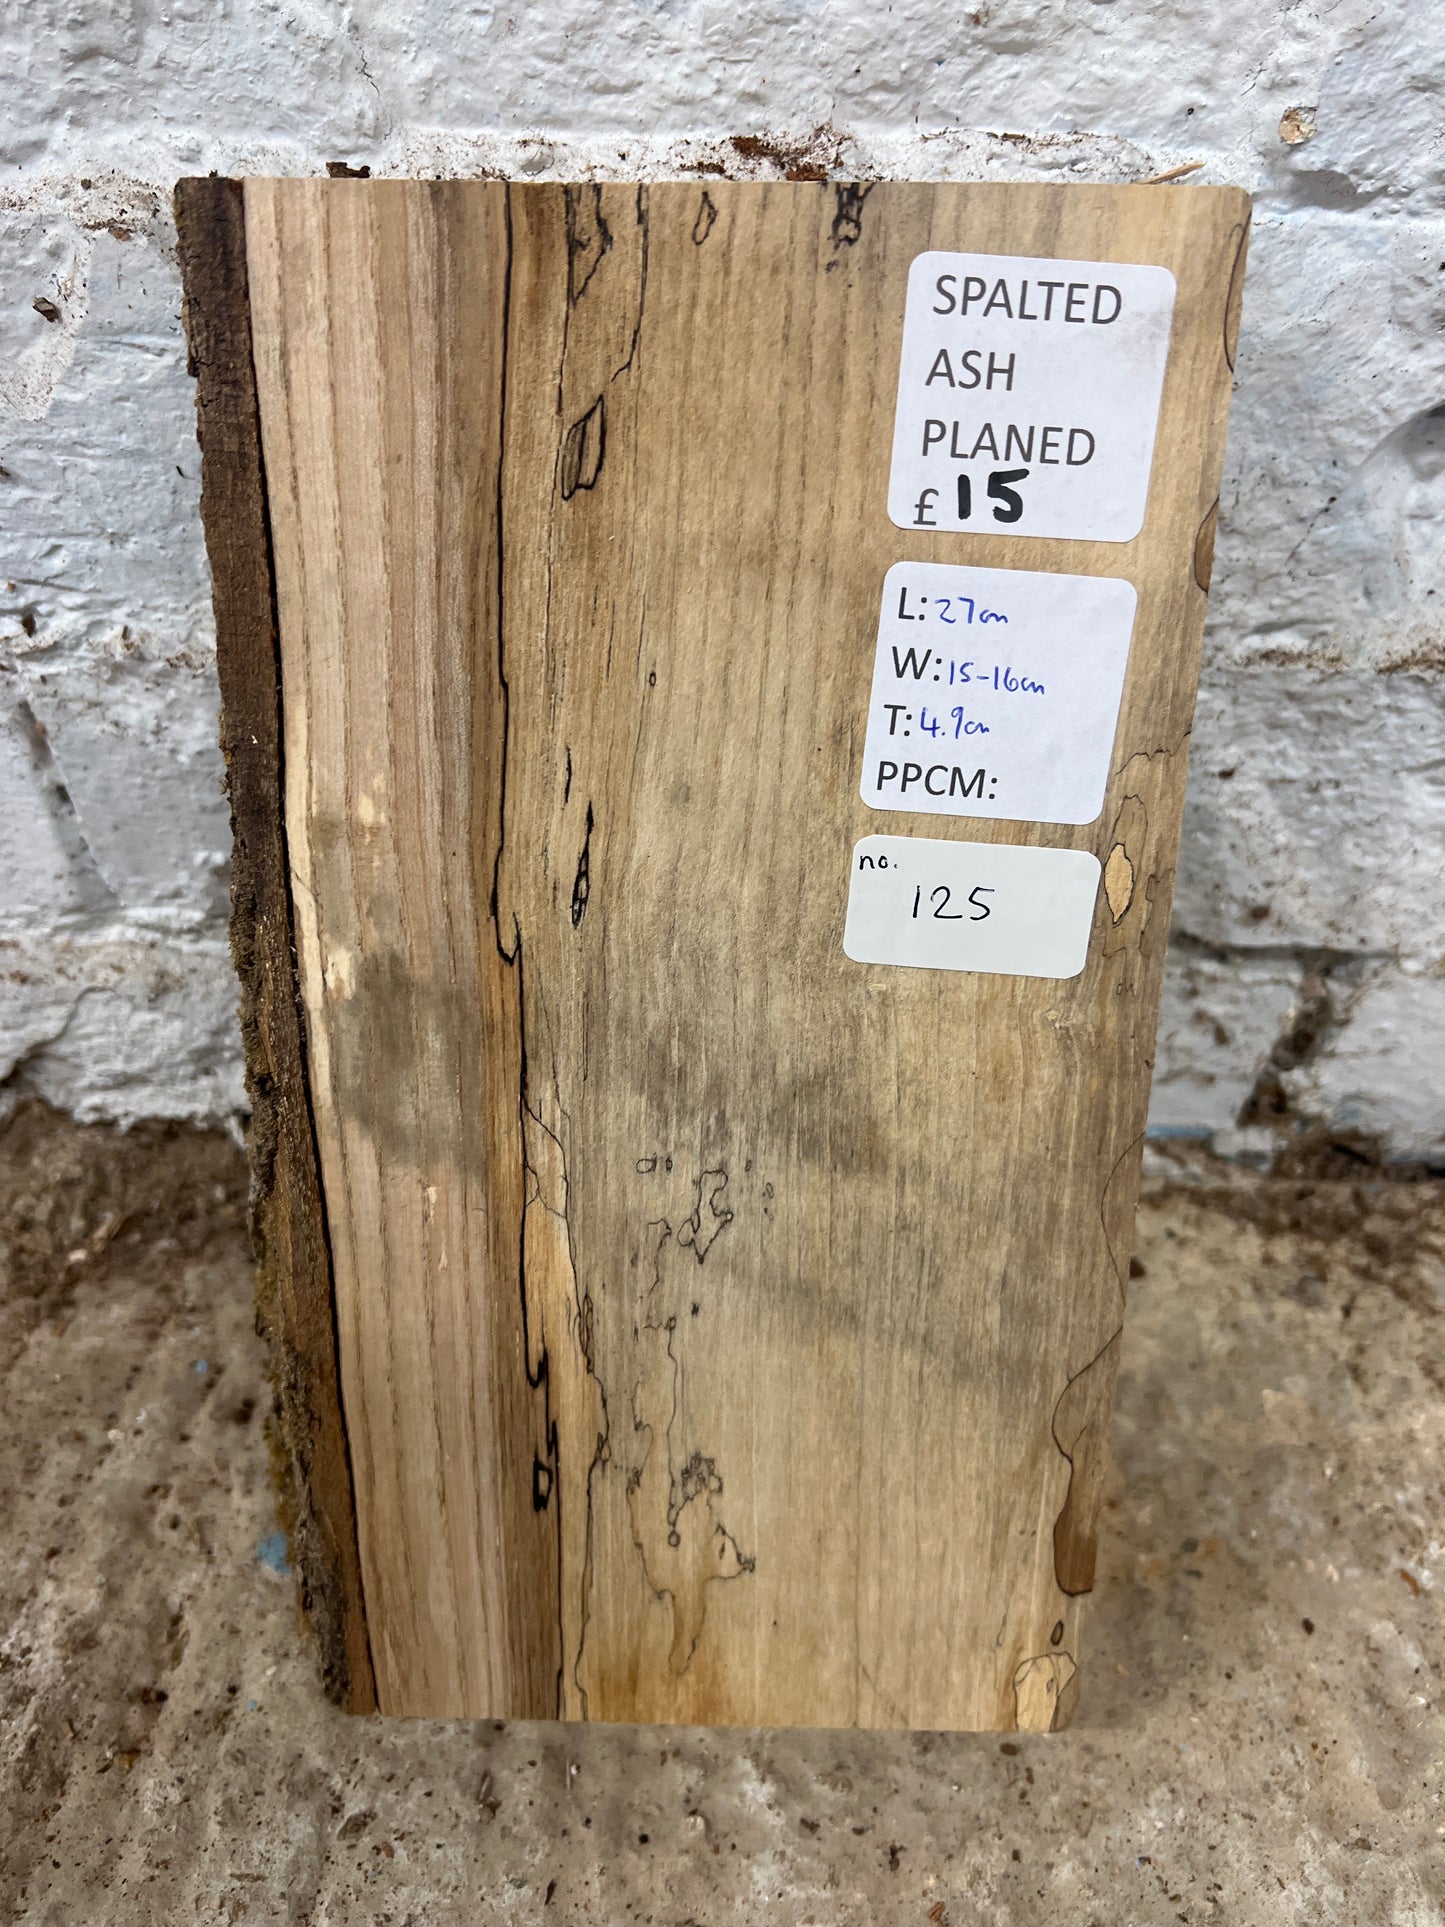 SPALTED
ASH
PLANED
£ 15
L: 27cm
W: 15-16cm
T: 4.9cm
PPCM:
no.
125